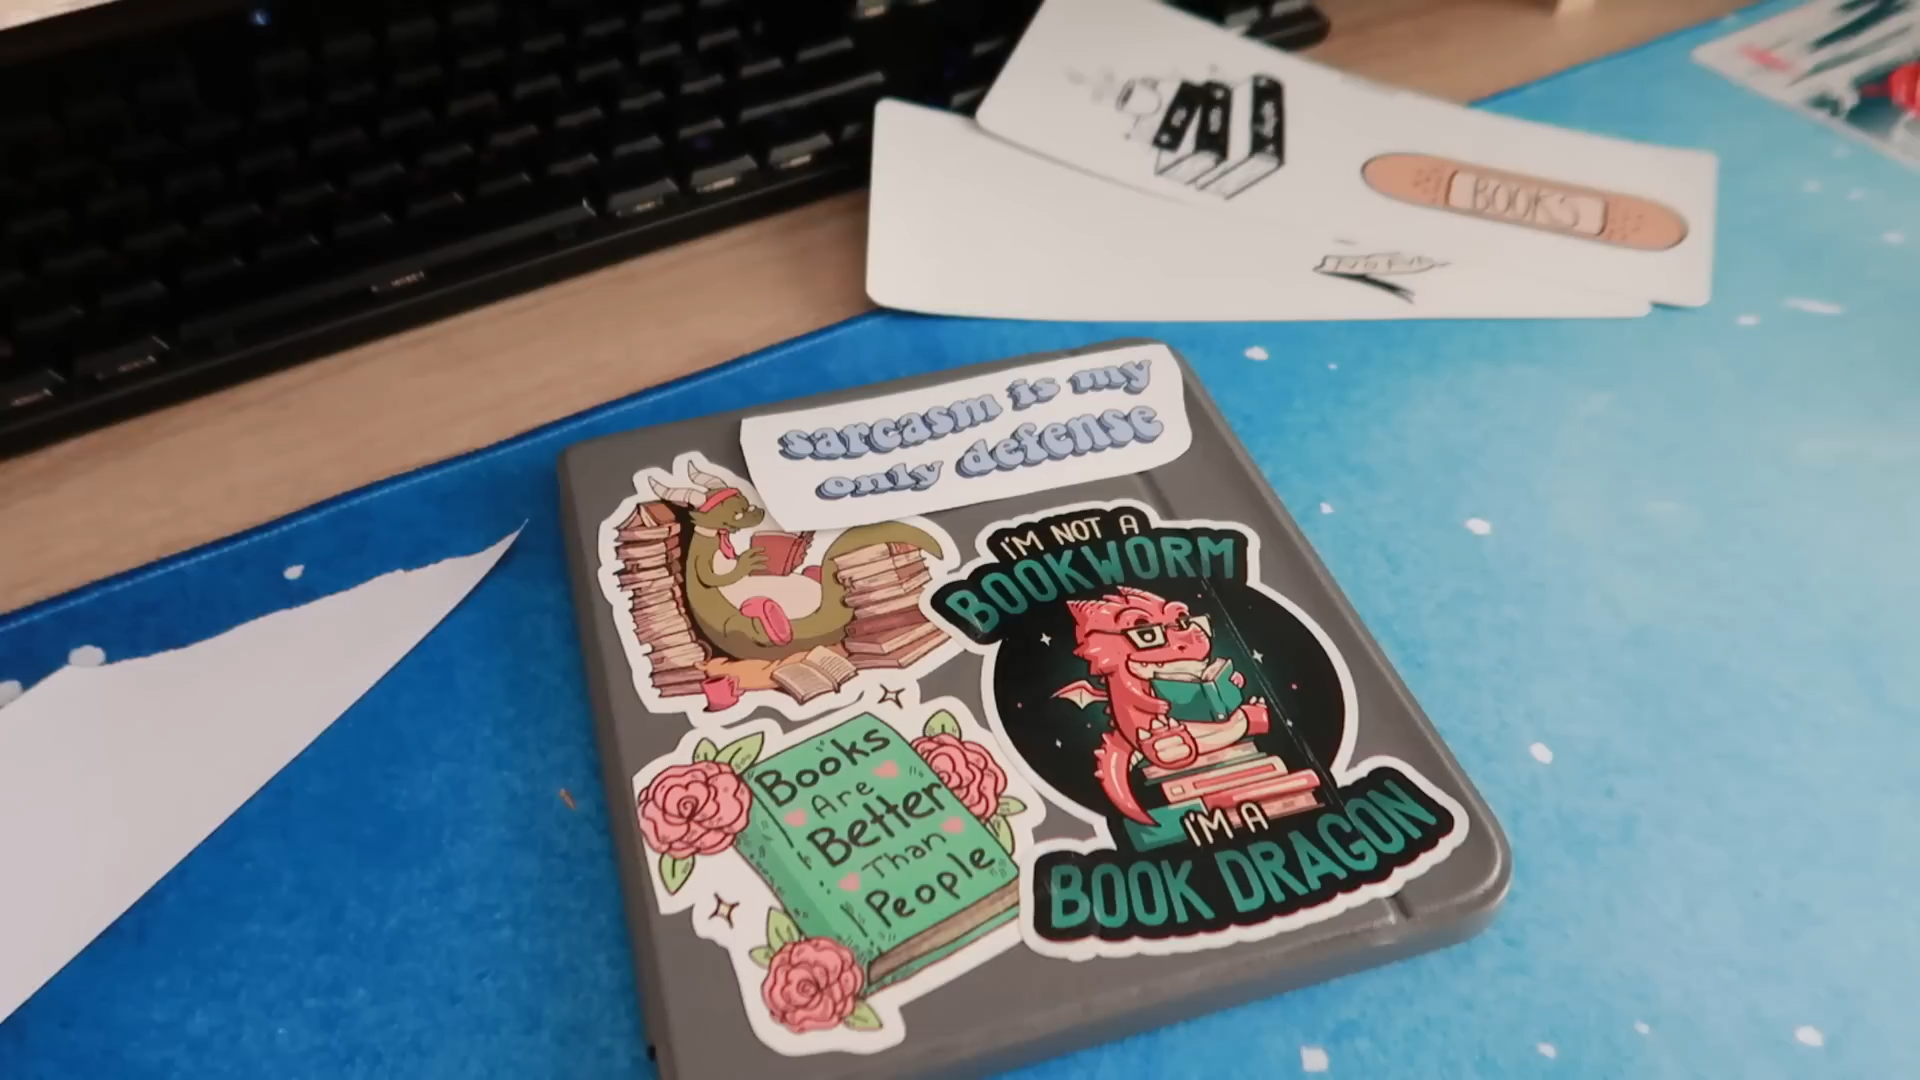 BOOKS
sarcasm is my
only defense
I'M NOT A
BOOKWORM
I'M A
BOOK DRAGON
Books
Are
Better
Than
People